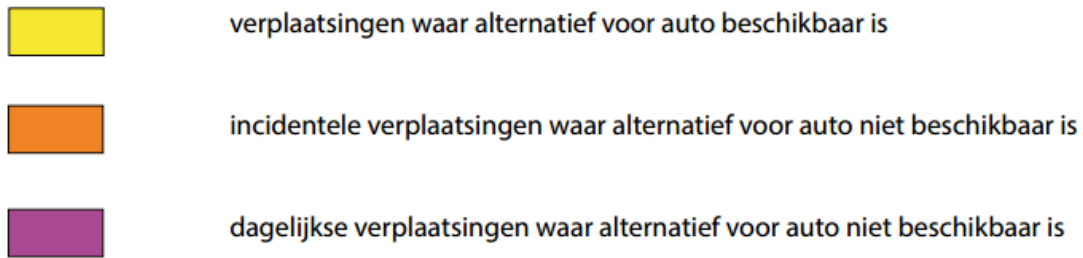 verplaatsingen waar alternatief voor auto beschikbaar is
incidentele verplaatsingen waar alternatief voor auto niet beschikbaar is
dagelijkse verplaatsingen waar alternatief voor auto niet beschikbaar is